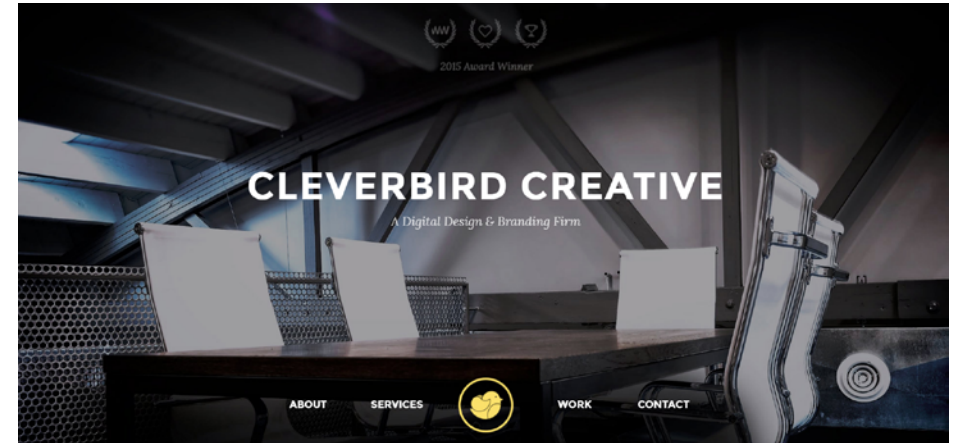 2015 Award Winner
CLEVERBIRD CREATIVE
A Digital Design & Branding Firm
ABOUT SERVICES WORK CONTACT